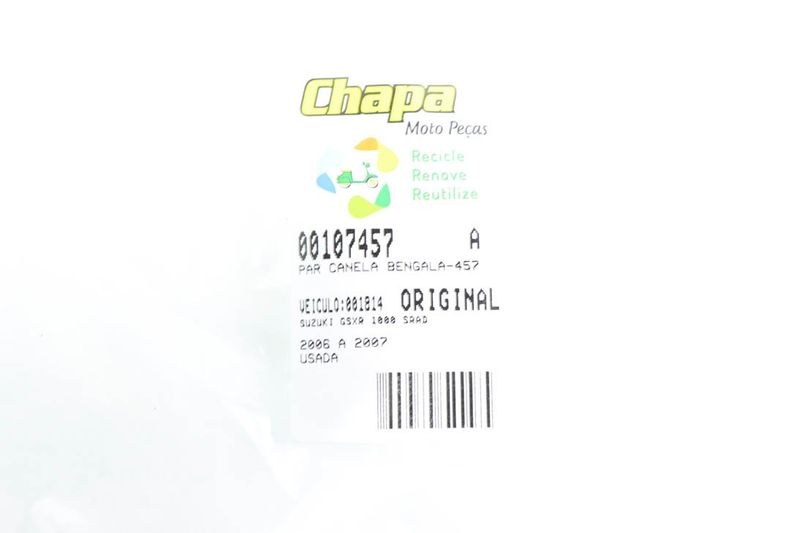 Chapa
Moto Peças
Recicle
Renove
Reutilize
00107457 A
PAR CANELA BENGALA-457
VEICULO:001814 ORIGINAL
SUZUKI GSXR 1000 SRAD
2006 A 2007
USADA